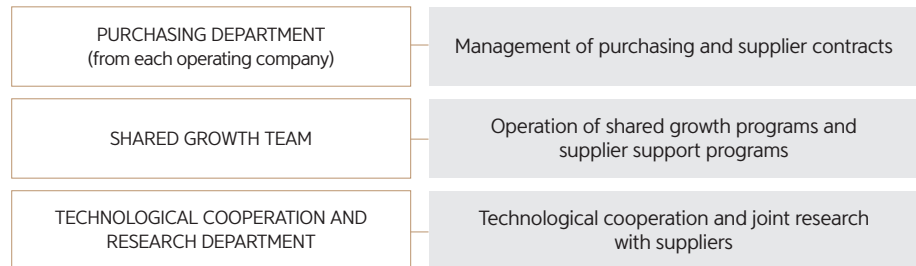 PURCHASING DEPARTMENT
(from each operating company)
Management of purchasing and supplier contracts
SHARED GROWTH TEAM
Operation of shared growth programs and
supplier support programs
TECHNOLOGICAL COOPERATION AND
RESEARCH DEPARTMENT
Technological cooperation and joint research
with suppliers